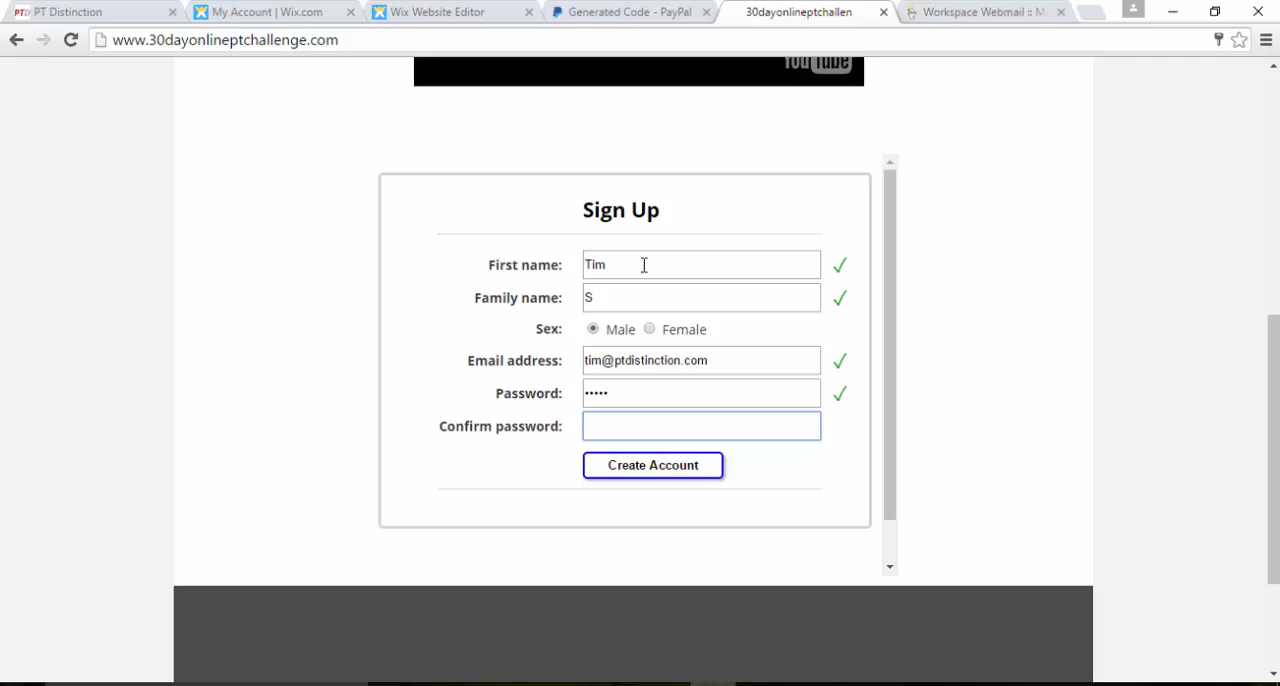 PTD PT Distinction
My Account | Wix.com
Wix Website Editor
Generated Code - PayPal
30dayonlineptchallen
Workspace Webmail :: M
www.30dayonlineptchallenge.com
YouTube
Sign Up
First name: Tim
Family name: S
Sex: Male Female
Email address: tim@ptdistinction.com
Password: •••••
Confirm password:
Create Account